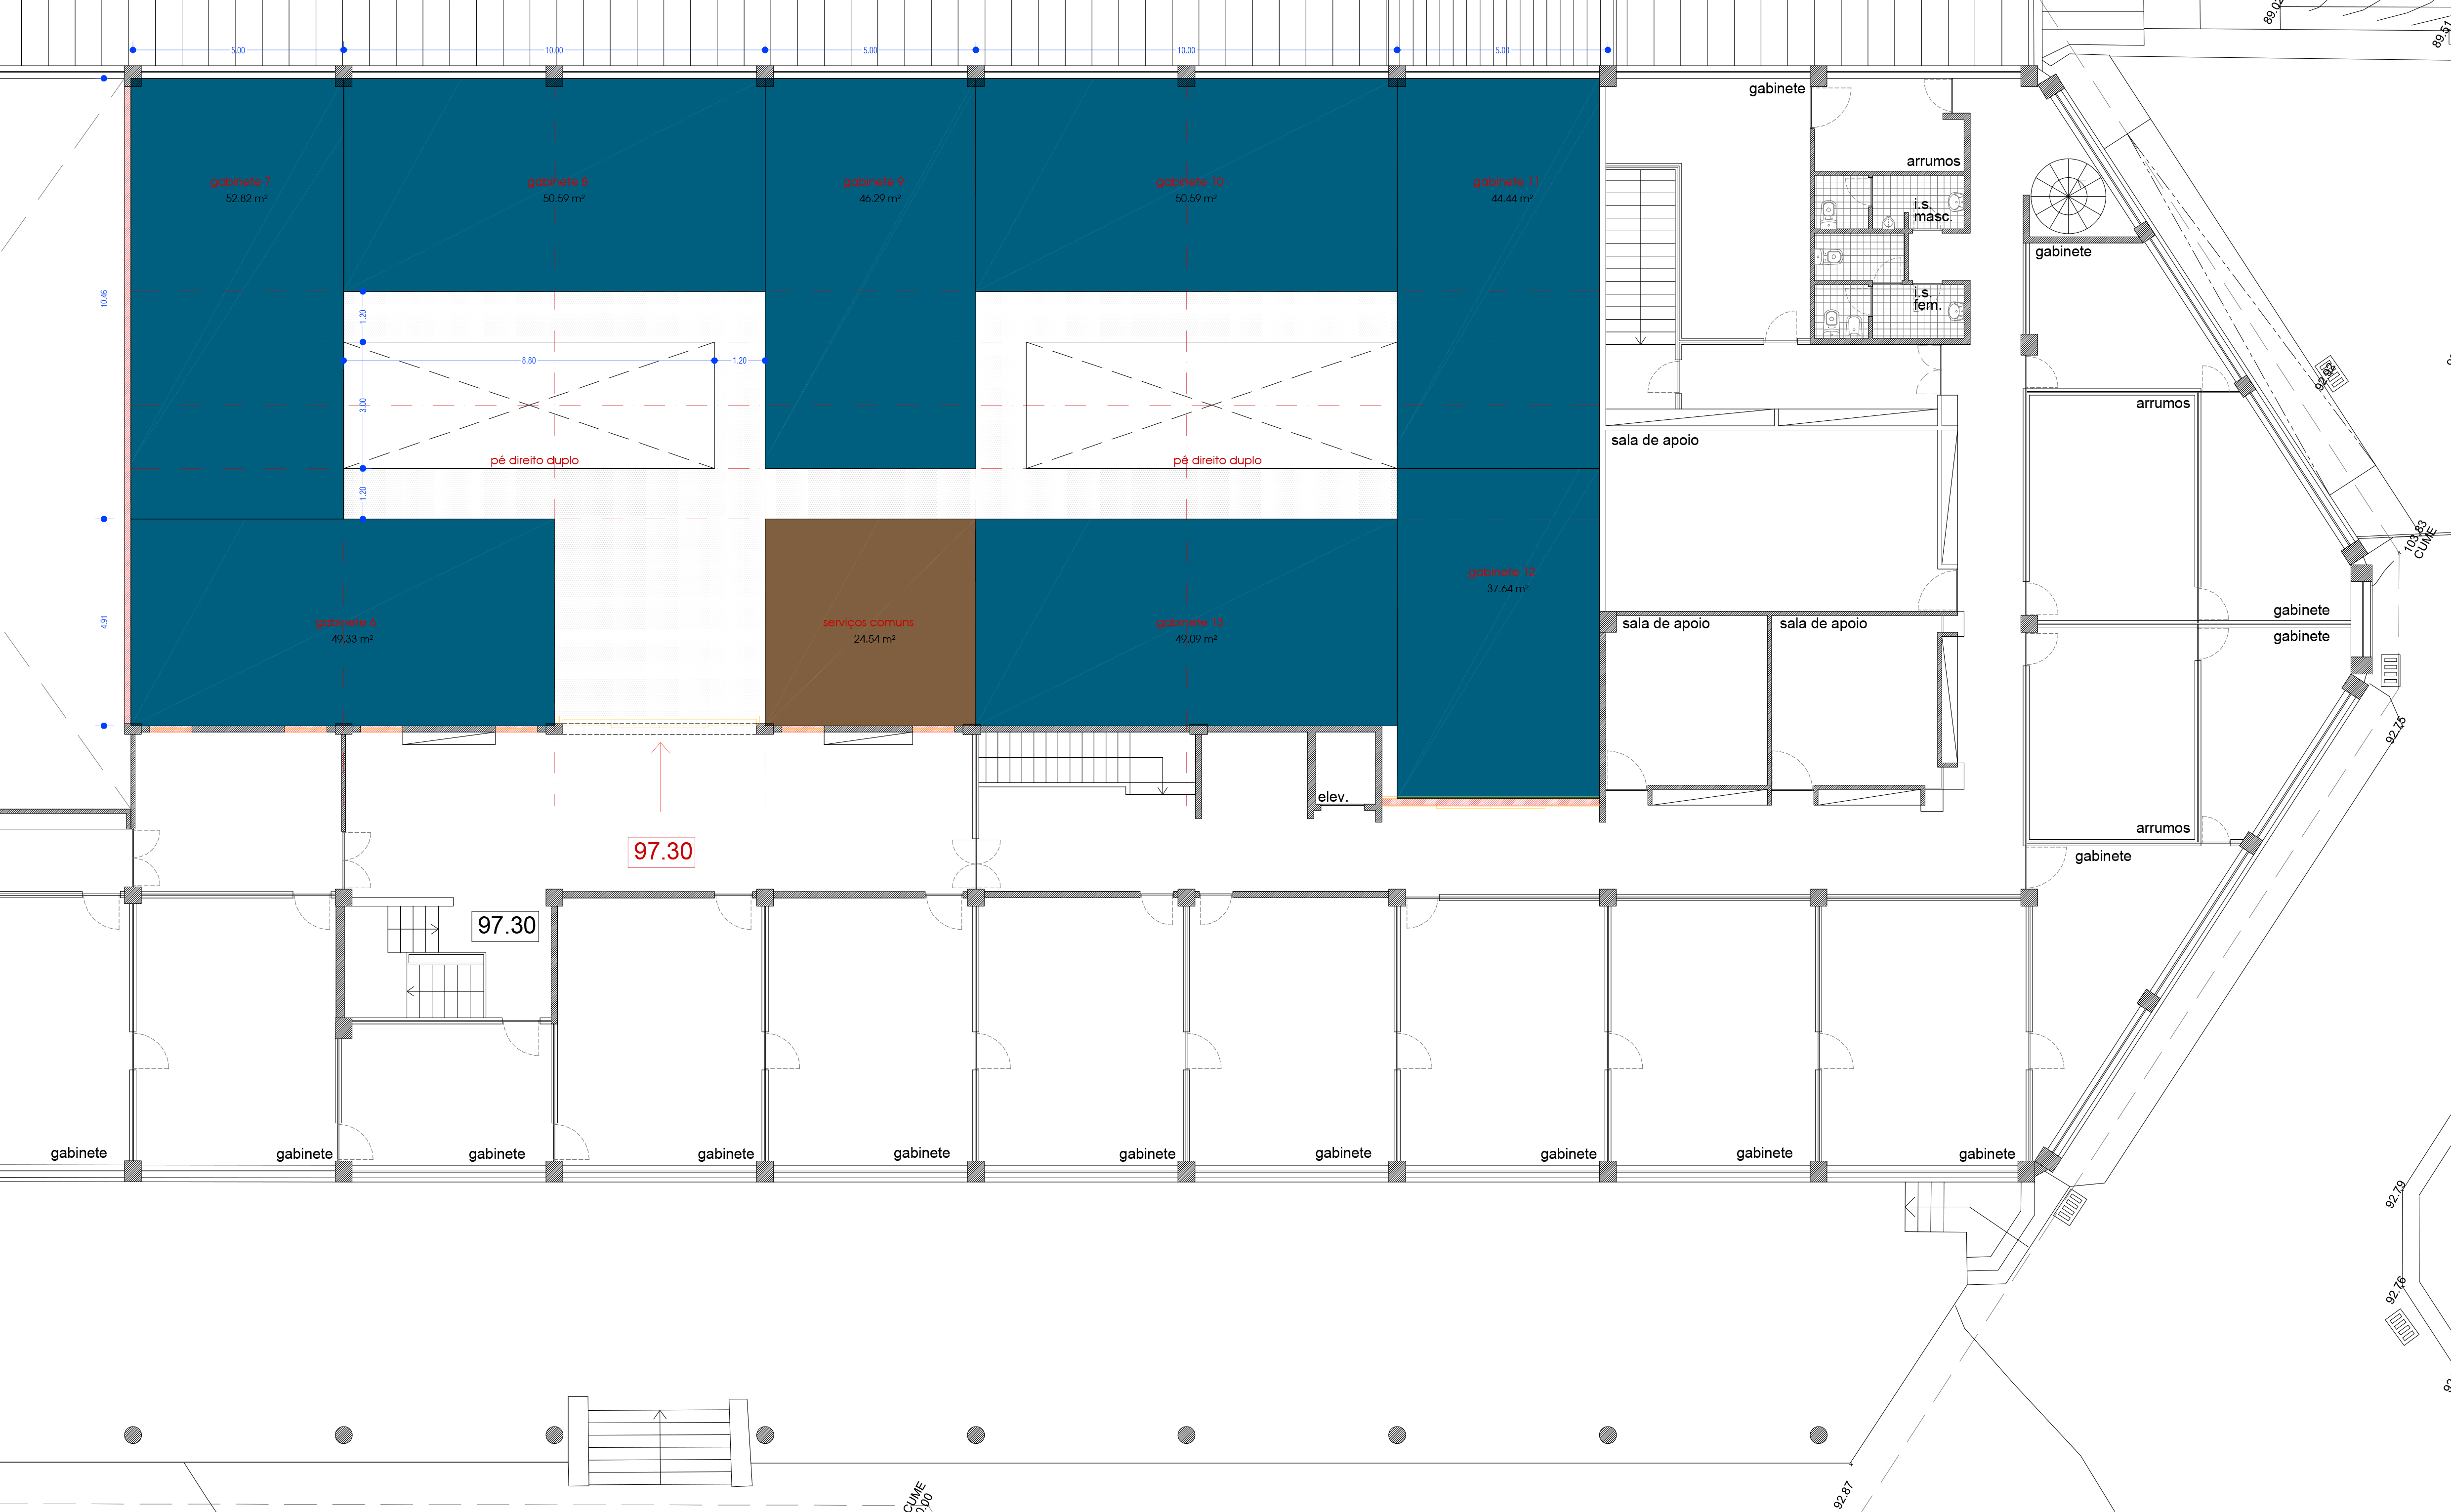 89.02
89.51
5.00
10.00
5.00
10.00
5.00
gabinete
arrumos
gabinete 7
52.82 m²
gabinete 8
50.59 m²
gabinete 9
46.29 m²
gabinete 10
50.59 m²
gabinete 11
44.44 m²
i.s.
masc.
gabinete
10.46
1.20
i.s.
fem.
8.80
1.20
3.00
92.92
arrumos
pé direito duplo
pé direito duplo
sala de apoio
1.20
103.83
CUME
gabinete 12
37.64 m²
4.91
gabinete 6
49.33 m²
serviços comuns
24.54 m²
gabinete 13
49.09 m²
sala de apoio
sala de apoio
gabinete
gabinete
92.75
elev.
arrumos
97.30
gabinete
97.30
gabinete
gabinete
gabinete
gabinete
gabinete
gabinete
gabinete
gabinete
gabinete
gabinete
92.79
92.76
CUME
92.87